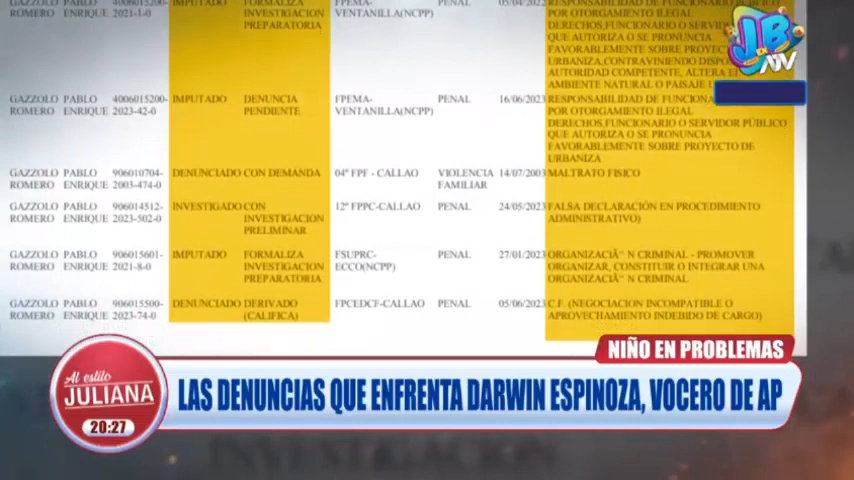 GAZZOLO PABLO 4006015200- IMPUTADO FORMALIZA FPEMA- PENAL 05/04/2022 RESPONSABILIDAD DE FUNCIONARIO PÚBLICO
ROMERO ENRIQUE 2021-1-0 INVESTIGACION VENTANILLA(NCPP) POR OTORGAMIENTO ILEGAL
PREPARATORIA DERECHOS,FUNCIONARIO O SERVIDOR
QUE AUTORIZA O SE PRONUNCIA
FAVORABLEMENTE SOBRE PROYECTO
URBANIZA,CONTRAVINIENDO
AUTORIDAD COMPETENTE, ALTERA
AMBIENTE NATURAL O PAISAJE
GAZZOLO PABLO 4006015200- IMPUTADO DENUNCIA FPEMA- PENAL 16/06/2023 RESPONSABILIDAD DE
ROMERO ENRIQUE 2023-42-0 PENDIENTE VENTANILLA(NCPP) POR OTORGAMIENTO ILEGAL
DERECHOS,FUNCIONARIO O SERVIDOR PÚBLICO
QUE AUTORIZA O SE PRONUNCIA
FAVORABLEMENTE SOBRE PROYECTO DE
URBANIZA
GAZZOLO PABLO 906010704- DENUNCIADO CON DEMANDA 04º FPF - CALLAO VIOLENCIA 14/07/2003 MALTRATO FISICO
ROMERO ENRIQUE 2003-474-0 FAMILIAR
GAZZOLO PABLO 906014512- INVESTIGADO CON 12º FPPC-CALLAO PENAL 24/05/2023 FALSA DECLARACIÓN EN PROCEDIMIENTO
ROMERO ENRIQUE 2023-502-0 INVESTIGACION ADMINISTRATIVO)
PRELIMINAR
GAZZOLO PABLO 906015601- IMPUTADO FORMALIZA FSUPRC- PENAL 27/01/2023 ORGANIZACIÃ“N CRIMINAL - PROMOVER
ROMERO ENRIQUE 2021-8-0 INVESTIGACION ECCO(NCPP) ORGANIZAR, CONSTITUIR O INTEGRAR UNA
PREPARATORIA ORGANIZACIÃ“N CRIMINAL
GAZZOLO PABLO 906015500- DENUNCIADO DERIVADO FPCEDCF-CALLAO PENAL 05/06/2023 C.F. (NEGOCIACION INCOMPATIBLE O
ROMERO ENRIQUE 2023-74-0 (CALIFICA) APROVECHAMIENTO INDEBIDO DE CARGO)
JB
EN
ATV
NIÑO EN PROBLEMAS
Al estilo
JULIANA
20:27
LAS DENUNCIAS QUE ENFRENTA DARWIN ESPINOZA, VOCERO DE AP
INVESTIGACIÓN